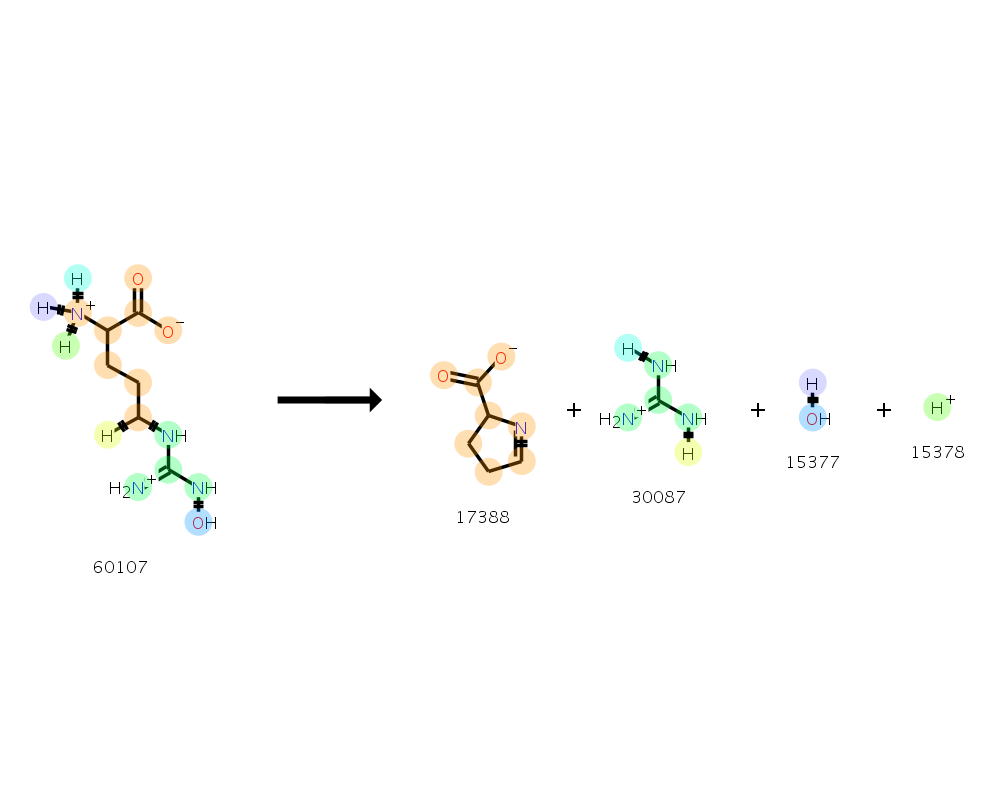 H
O
H
N+
O−
H
H
NH
H2N+
NH
OH
60107
O−
O
N
17388
+
H
NH
H2N+
NH
H
30087
+
H
OH
15377
+
H+
15378